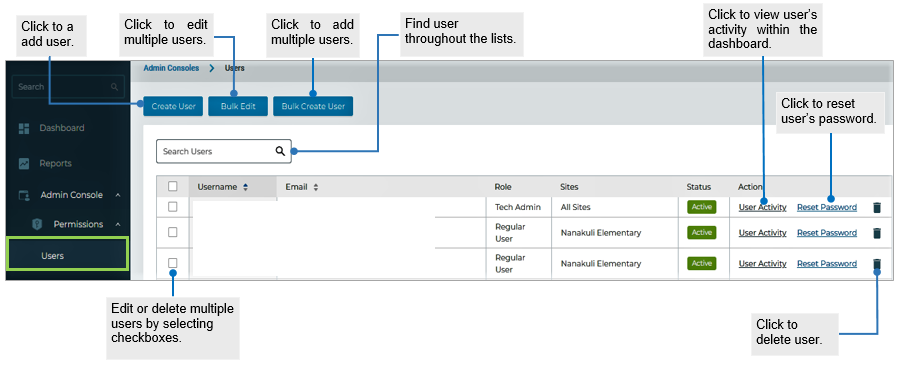 Click to a
add user.
Click to edit
multiple users.
Click to add
multiple users.
Find user
throughout the lists.
Click to view user's
activity within the
dashboard.
Click to reset
user's password.
Search
Dashboard
Reports
Admin Console
Permissions
Users
Admin Consoles > Users
Create User Bulk Edit Bulk Create User
Search Users
Username Email Role Sites Status Action
Tech Admin All Sites Active User Activity Reset Password
Regular
User Nanakuli Elementary Active User Activity Reset Password
Regular
User Nanakuli Elementary Active User Activity Reset Password
Edit or delete multiple
users by selecting
checkboxes.
Click to
delete user.